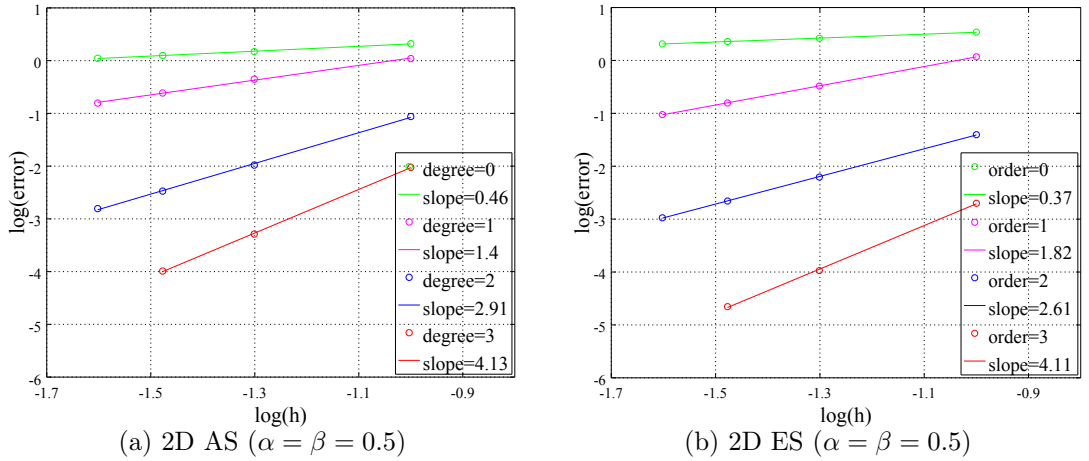 1
0
-1
-2
-3
-4
-5
-6
log(error)
-1.7
-1.5
-1.3
-1.1
-0.9
log(h)
degree=0
slope=0.46
degree=1
slope=1.4
degree=2
slope=2.91
degree=3
slope=4.13
(a) 2D AS (α = β = 0.5)
1
0
-1
-2
-3
-4
-5
-6
log(error)
-1.7
-1.5
-1.3
-1.1
-0.9
log(h)
order=0
slope=0.37
order=1
slope=1.82
order=2
slope=2.61
order=3
slope=4.11
(b) 2D ES (α = β = 0.5)